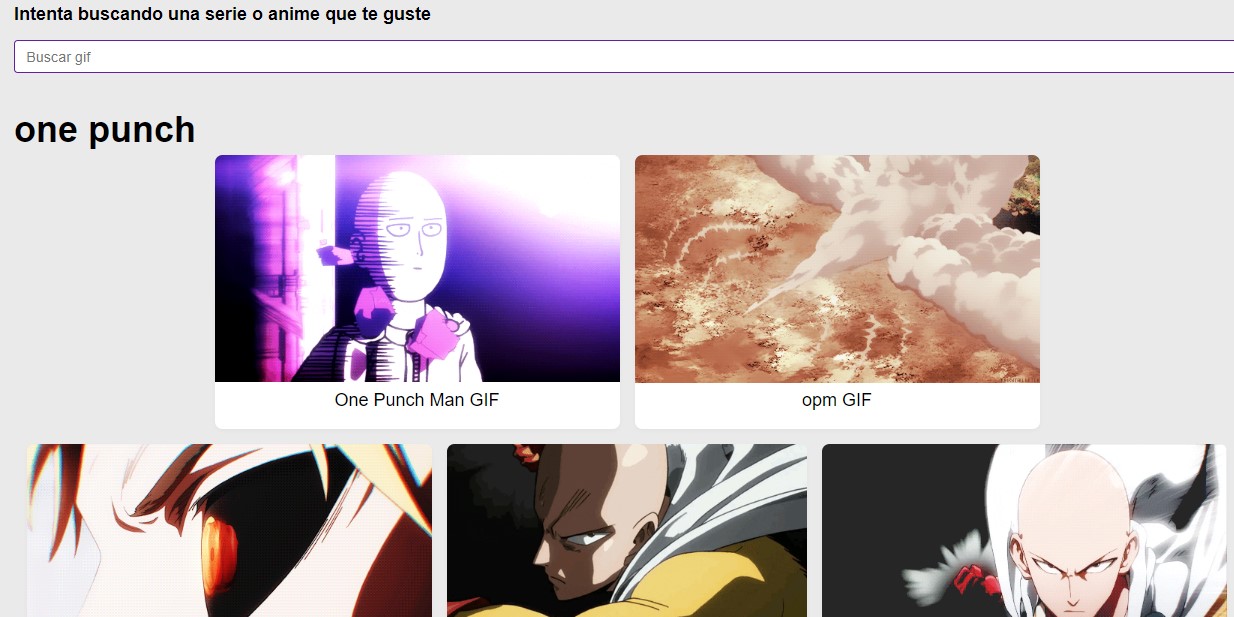 Intenta buscando una serie o anime que te guste
Buscar gif
one punch
One Punch Man GIF
opm GIF